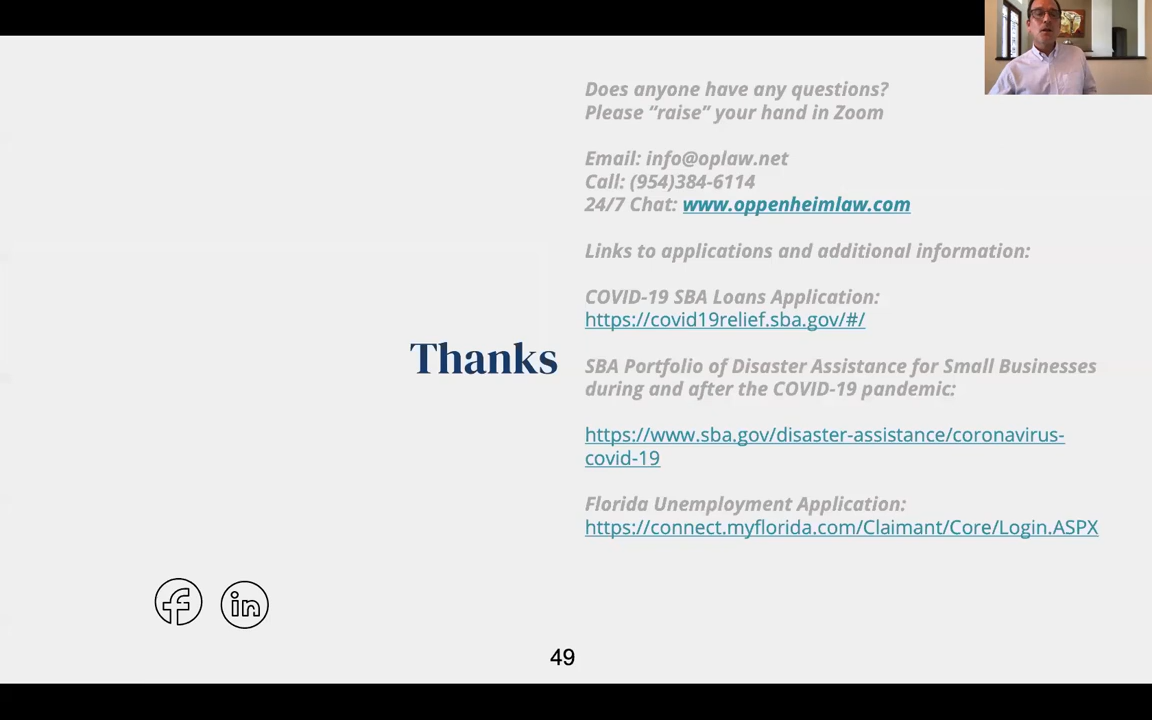 Does anyone have any questions?
Please “raise” your hand in Zoom
Email: info@oplaw.net
Call: (954)384-6114
24/7 Chat: www.oppenheimlaw.com
Links to applications and additional information:
COVID-19 SBA Loans Application:
https://covid19relief.sba.gov/#/
Thanks
SBA Portfolio of Disaster Assistance for Small Businesses
during and after the COVID-19 pandemic:
https://www.sba.gov/disaster-assistance/coronavirus-
covid-19
Florida Unemployment Application:
https://connect.myflorida.com/Claimant/Core/Login.ASPX
f in
49